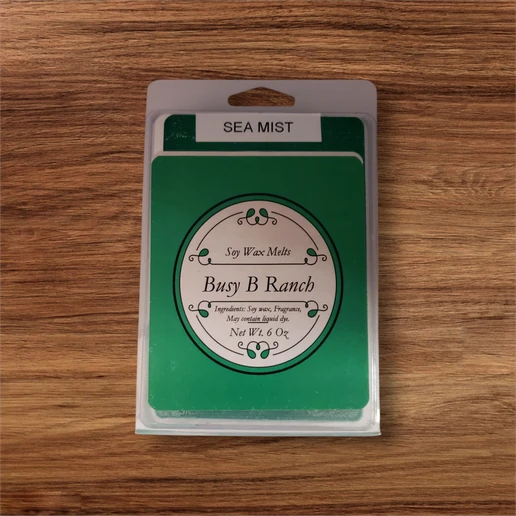 SEA MIST
Soy Wax Melts
Busy B Ranch
Ingredients: Soy wax, Fragrance,
May contain liquid dye.
Net Wt. 6 Oz